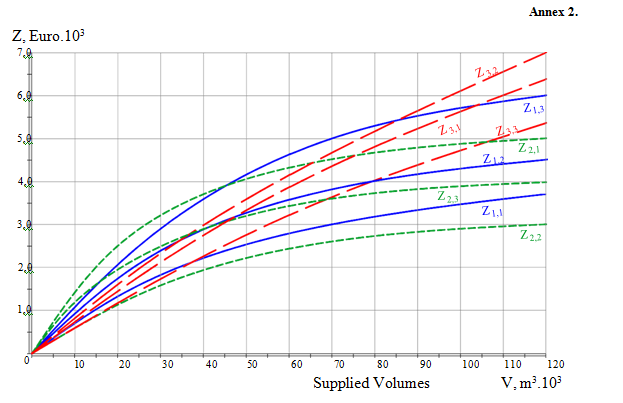 Annex 2.
Z, Euro.10³
7,0
Z3,2
6,0
Z1,3
5,0
Z3,1
Z3,3
Z2,1
Z1,2
4,0
Z2,3
Z1,1
3,0
Z2,2
2,0
1,0
0 10 20 30 40 50 60 70 80 90 100 110 120
Supplied Volumes V, m³.10³